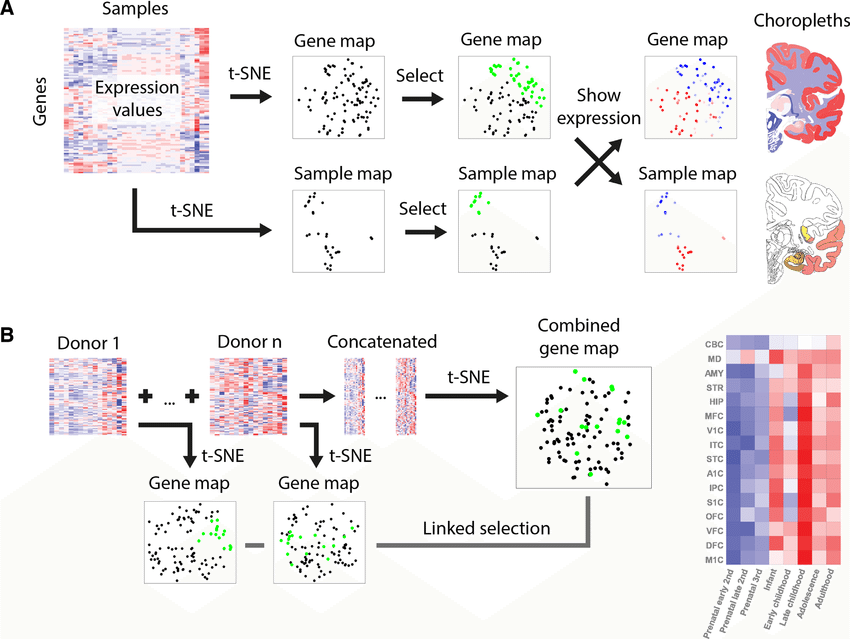 A
Samples
Genes
Expression
values
t-SNE
Gene map
Select
Gene map
Show
expression
Gene map
Choropleths
t-SNE
Sample map
Select
Sample map
Sample map
B
Donor 1
Donor n
Concatenated
Combined
gene map
+ ... +
...
t-SNE
t-SNE
t-SNE
Gene map
Gene map
Linked selection
CBC
MD
AMY
STR
HIP
MFC
V1C
ITC
STC
A1C
IPC
S1C
OFC
VFC
DFC
M1C
Prenatal early 2nd
Prenatal late 2nd
Prenatal 3rd
Infant
Early childhood
Late childhood
Adolescence
Adulthood